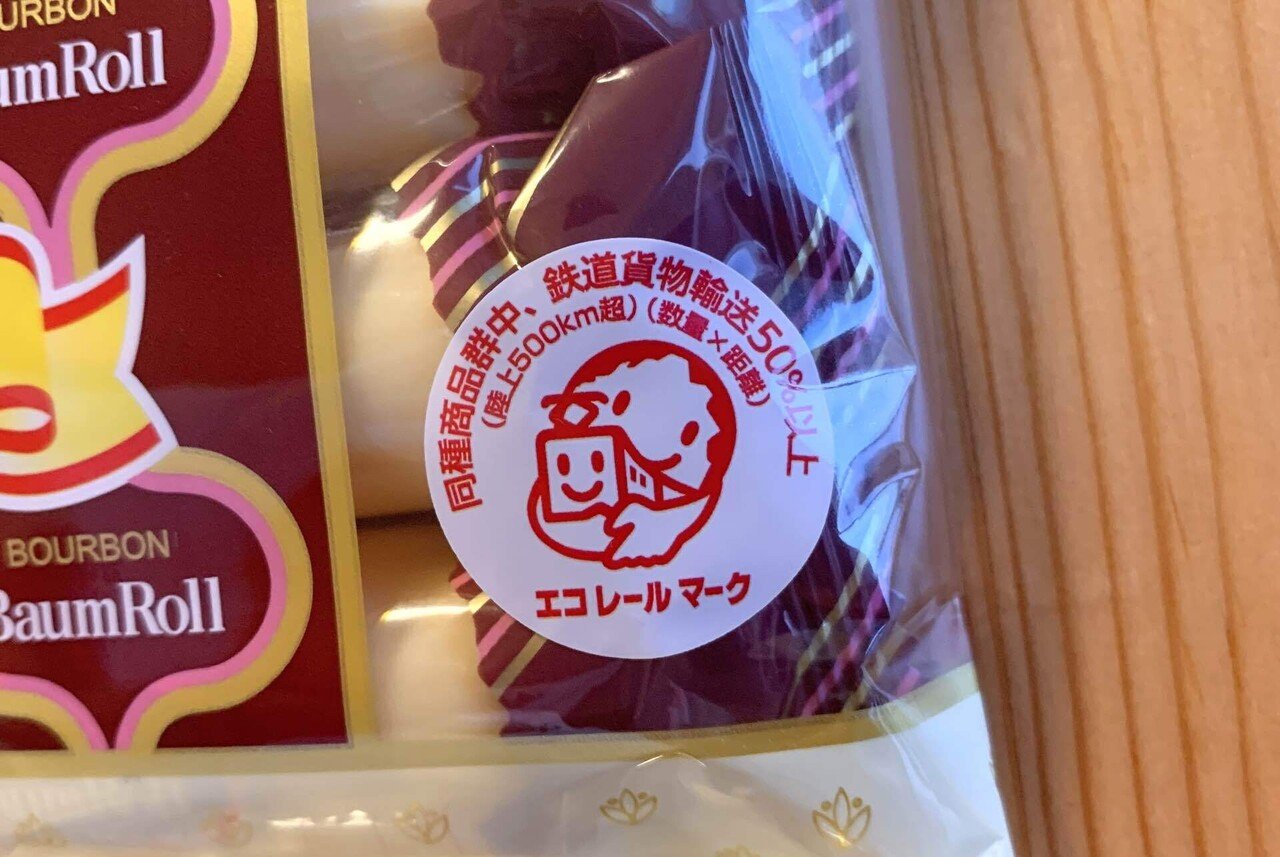 BOURBON
BaumRoll
同種商品群中、鉄道貨物輸送50%以上
(陸上500km超)(数量×距離)
エコレールマーク
BOURBON
BaumRoll